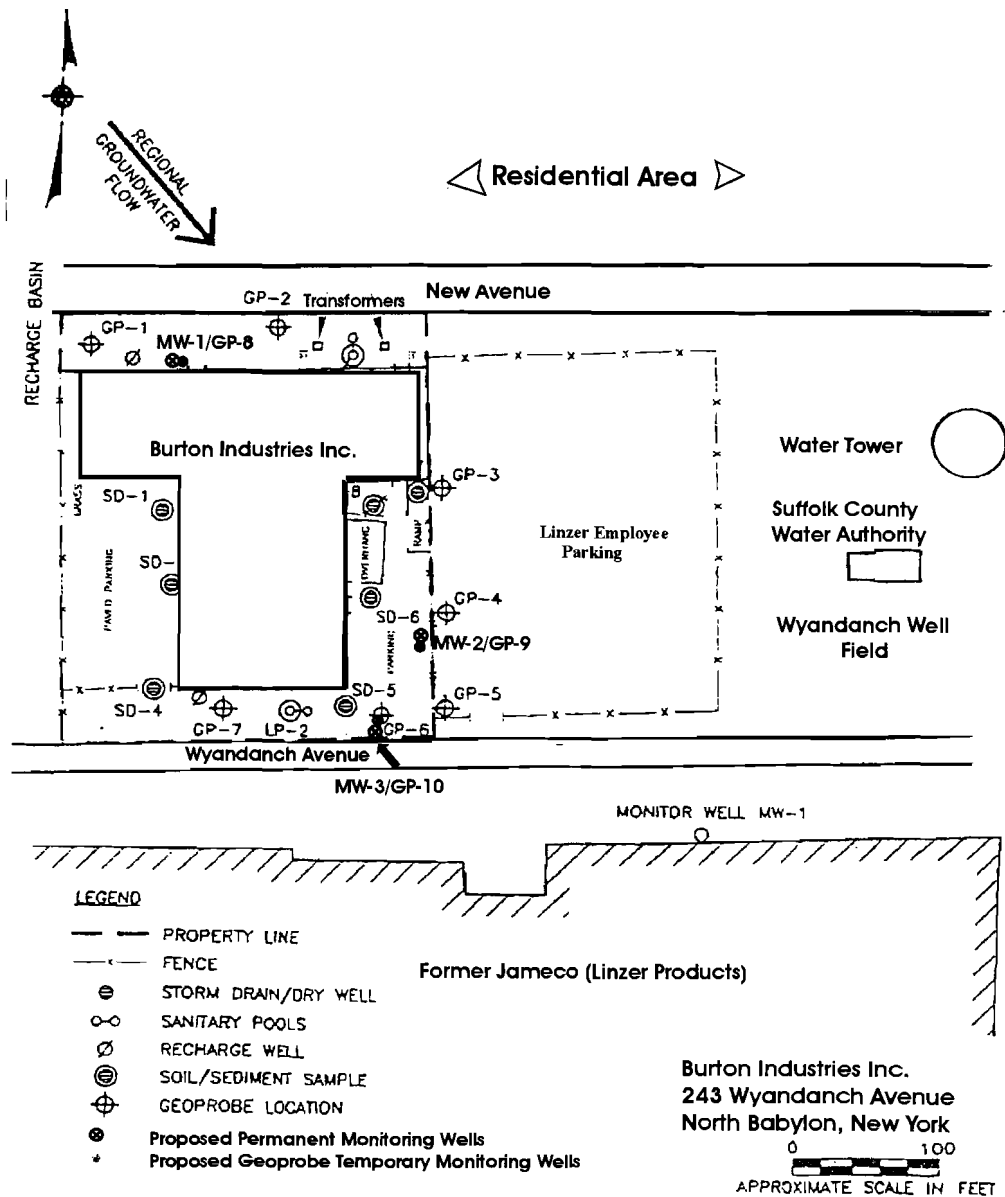 REGIONAL
GROUNDWATER
FLOW
Residential Area
RECHARGE BASIN
New Avenue
GP-2
Transformers
GP-1
MW-1/GP-8
Burton Industries Inc.
GP-3
SD-1
Water Tower
GRASS
RAMP
Linzer Employee
Parking
Suffolk County
Water Authority
OVERHANG
SD-
PAVED PARKING
GP-4
SD-6
Wyandanch Well
Field
MW-2/GP-9
PARKING
SD-4
SD-5
GP-5
GP-7
LP-2
GP-6
Wyandanch Avenue
MW-3/GP-10
MONITOR WELL MW-1
LEGEND
PROPERTY LINE
FENCE
STORM DRAIN/DRY WELL
SANITARY POOLS
RECHARGE WELL
SOIL/SEDIMENT SAMPLE
GEOPROBE LOCATION
Proposed Permanent Monitoring Wells
Proposed Geoprobe Temporary Monitoring Wells
Former Jameco (Linzer Products)
Burton Industries Inc.
243 Wyandanch Avenue
North Babylon, New York
0 100
APPROXIMATE SCALE IN FEET